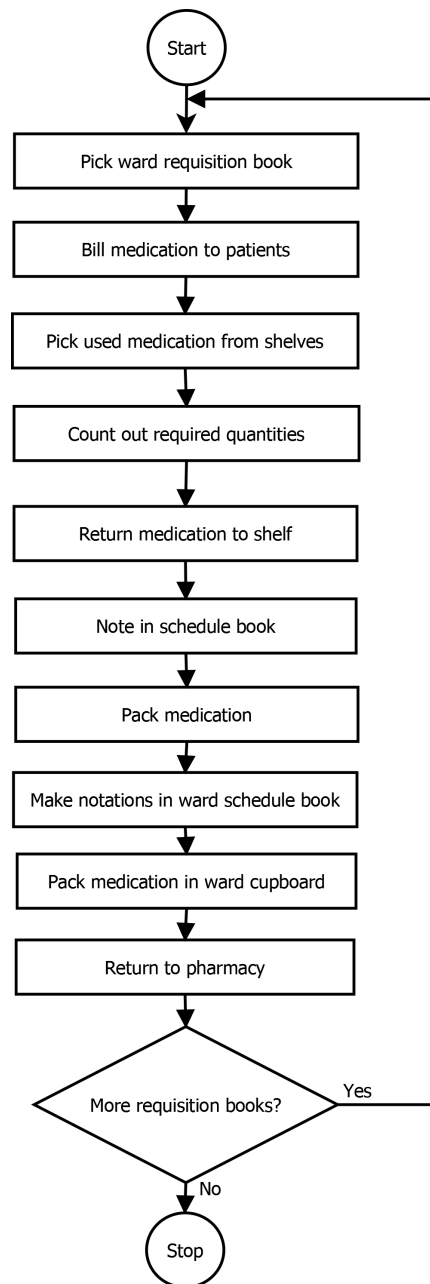 Start
Pick ward requisition book
Bill medication to patients
Pick used medication from shelves
Count out required quantities
Return medication to shelf
Note in schedule book
Pack medication
Make notations in ward schedule book
Pack medication in ward cupboard
Return to pharmacy
More requisition books?
Yes
No
Stop